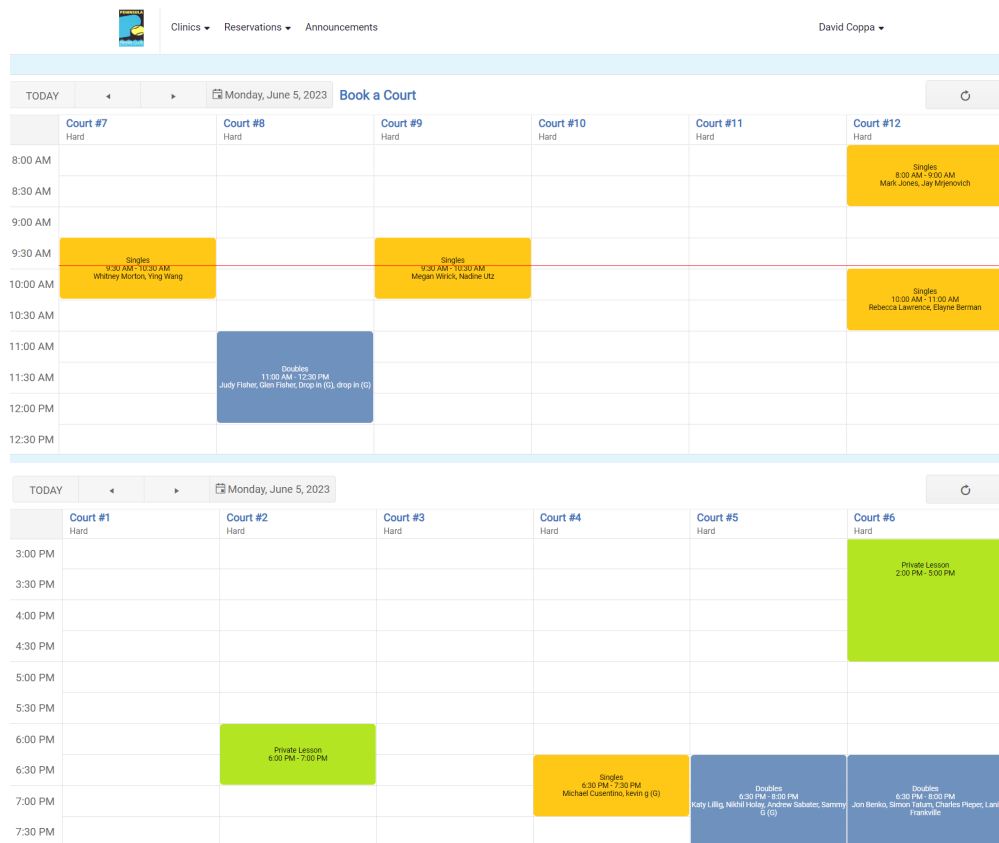 PENINSULA
Clinics
Reservations
Announcements
David Coppa
TODAY
Monday, June 5, 2023
Book a Court
Court #7
Hard
Court #8
Hard
Court #9
Hard
Court #10
Hard
Court #11
Hard
Court #12
Hard
8:00 AM
Singles
8:00 AM - 9:00 AM
Mark Jones, Jay Mrjenovich
8:30 AM
9:00 AM
9:30 AM
Singles
9:30 AM - 10:30 AM
Whitney Morton, Ying Wang
Singles
9:30 AM - 10:30 AM
Megan Wirick, Nadine Utz
10:00 AM
Singles
10:00 AM - 11:00 AM
Rebecca Lawrence, Elayne Berman
10:30 AM
11:00 AM
Doubles
11:00 AM - 12:30 PM
Judy Fisher, Glen Fisher, Drop in (G), drop in (G)
11:30 AM
12:00 PM
12:30 PM
TODAY
Monday, June 5, 2023
Court #1
Hard
Court #2
Hard
Court #3
Hard
Court #4
Hard
Court #5
Hard
Court #6
Hard
3:00 PM
Private Lesson
2:00 PM - 5:00 PM
3:30 PM
4:00 PM
4:30 PM
5:00 PM
5:30 PM
6:00 PM
Private Lesson
6:00 PM - 7:00 PM
6:30 PM
Singles
6:30 PM - 7:30 PM
Michael Cusentino, kevin g (G)
Doubles
6:30 PM - 8:00 PM
Katy Lillig, Nikhil Holay, Andrew Sabater, Sammy
G (G)
Doubles
6:30 PM - 8:00 PM
Jon Benko, Simon Tatum, Charles Pieper, Lani
Frankville
7:00 PM
7:30 PM